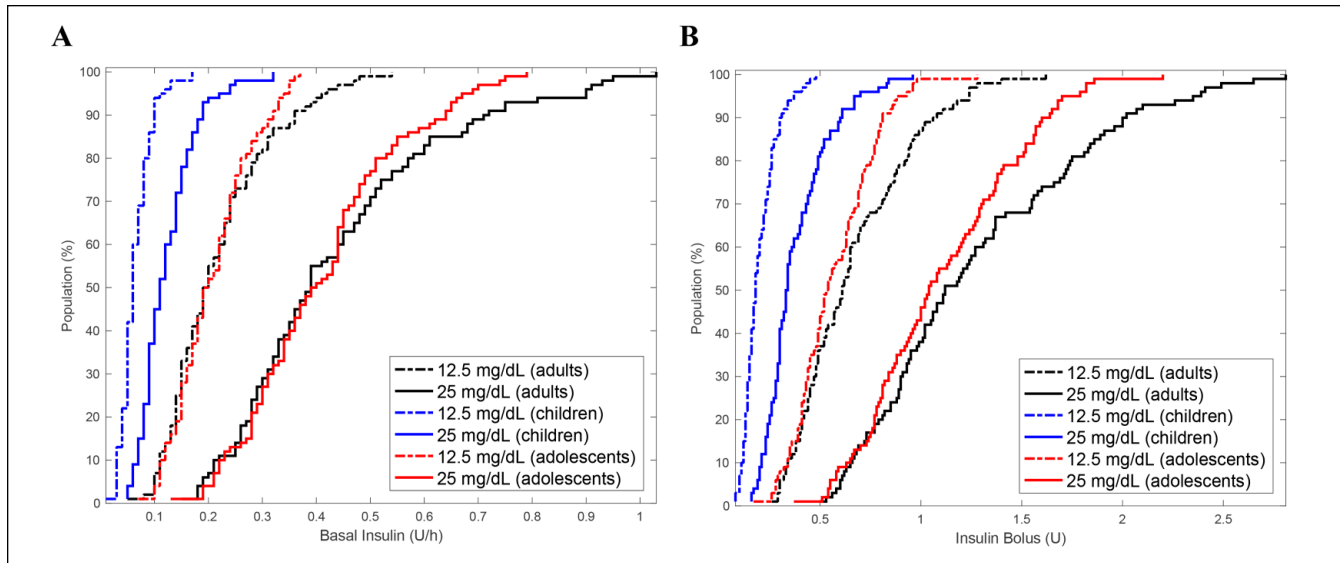 A
100
90
80
70
60
50
40
30
20
10
0
Population (%)
12.5 mg/dL (adults)
25 mg/dL (adults)
12.5 mg/dL (children)
25 mg/dL (children)
12.5 mg/dL (adolescents)
25 mg/dL (adolescents)
0.1 0.2 0.3 0.4 0.5 0.6 0.7 0.8 0.9 1
Basal Insulin (U/h)
B
100
90
80
70
60
50
40
30
20
10
0
Population (%)
12.5 mg/dL (adults)
25 mg/dL (adults)
12.5 mg/dL (children)
25 mg/dL (children)
12.5 mg/dL (adolescents)
25 mg/dL (adolescents)
0.5 1 1.5 2 2.5
Insulin Bolus (U)